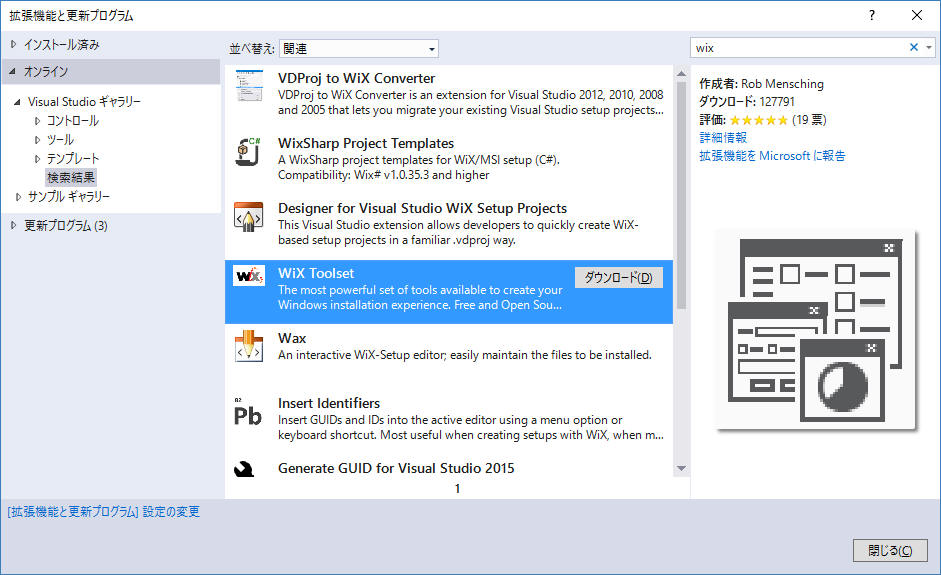 拡張機能と更新プログラム
? ×
インストール済み
オンライン
Visual Studio ギャラリー
コントロール
ツール
テンプレート
検索結果
サンプル ギャラリー
更新プログラム (3)
並べ替え: 関連
VDProj to WiX Converter
VDProj to WiX Converter is an extension for Visual Studio 2012, 2010, 2008
and 2005 that lets you migrate your existing Visual Studio setup projects...
C#
WixSharp Project Templates
A WixSharp project templates for WiX/MSI setup (C#).
Compatibility: Wix# v1.0.35.3 and higher
Designer for Visual Studio WiX Setup Projects
This Visual Studio extension allows developers to quickly create WiX-
based setup projects in a familiar .vdproj way.
WiX
WiX Toolset
ダウンロード(D)
The most powerful set of tools available to create your
Windows installation experience. Free and Open Sou...
Wax
An interactive WiX-Setup editor; easily maintain the files to be installed.
82
Pb
Insert Identifiers
Insert GUIDs and IDs into the active editor using a menu option or
keyboard shortcut. Most useful when creating setups with WiX, when m...
Generate GUID for Visual Studio 2015
1
wix
作成者: Rob Mensching
ダウンロード: 127791
評価: ★★★★★ (19 票)
詳細情報
拡張機能を Microsoft に報告
[拡張機能と更新プログラム] 設定の変更
閉じる(C)